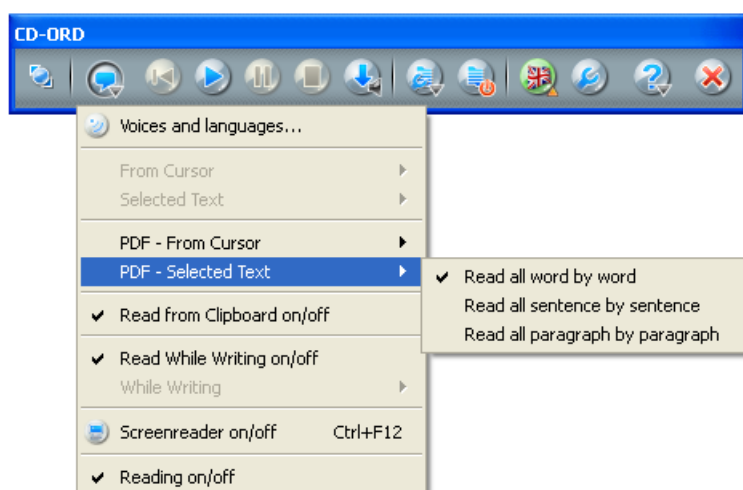 CD-ORD
Voices and languages...
From Cursor
Selected Text
PDF - From Cursor
PDF - Selected Text
Read all word by word
Read all sentence by sentence
Read all paragraph by paragraph
Read from Clipboard on/off
Read While Writing on/off
While Writing
Screenreader on/off Ctrl+F12
Reading on/off